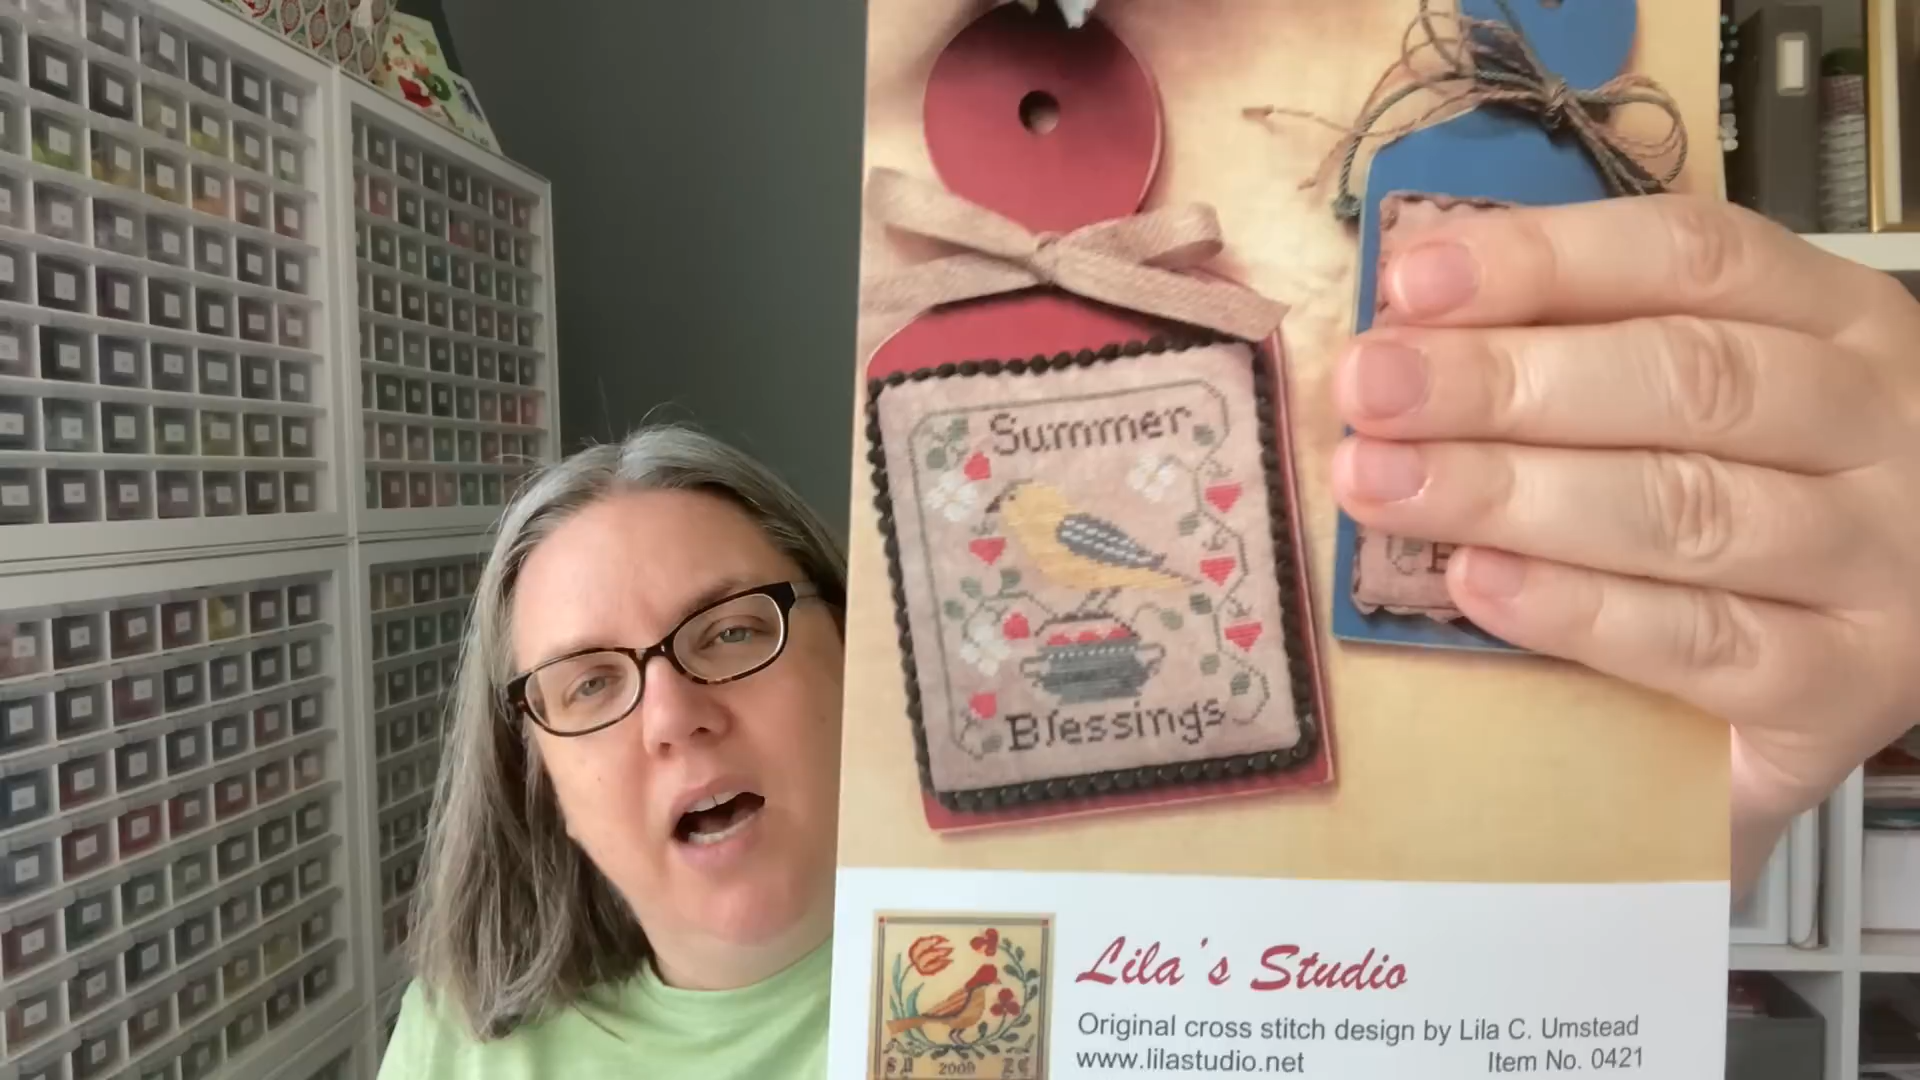 Summer
Blessings
Lila's Studio
Original cross stitch design by Lila C. Umstead
www.lilastudio.net
Item No. 0421
2009